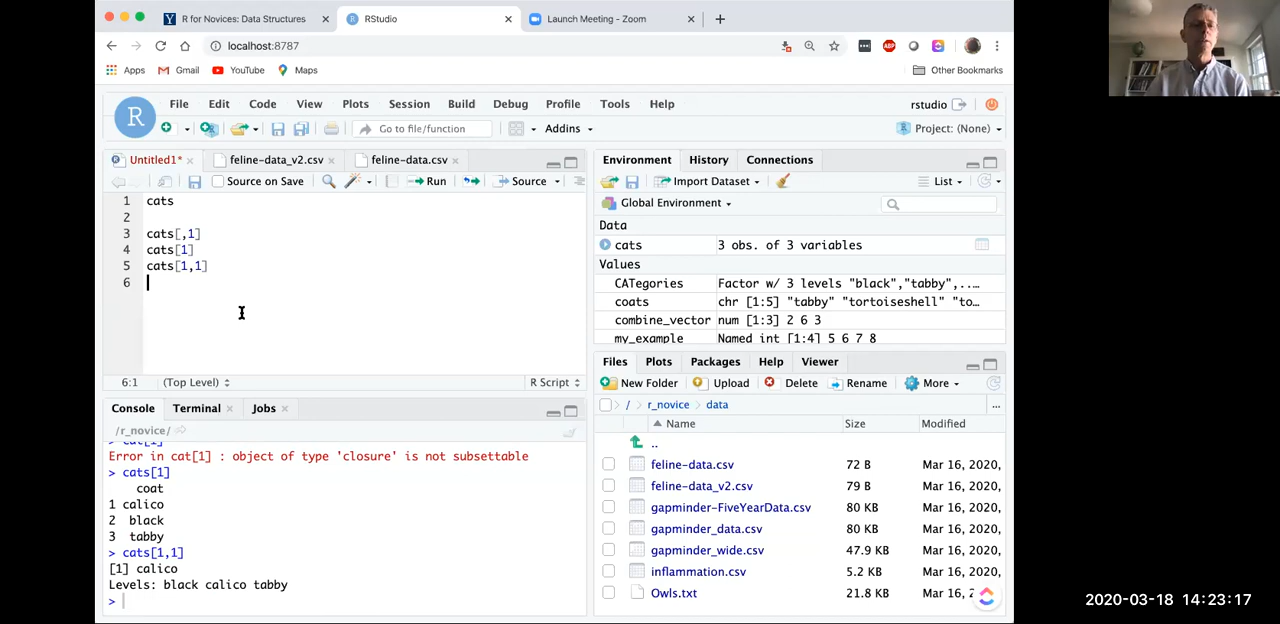 R for Novices: Data Structures
RStudio
Launch Meeting - Zoom
localhost:8787
ABP
Apps
Gmail
YouTube
Maps
Other Bookmarks
R
File Edit Code View Plots Session Build Debug Profile Tools Help
rstudio
Go to file/function
Addins
Project: (None)
Untitled1*
feline-data_v2.csv
feline-data.csv
Source on Save
Run
Source
1 cats
2
3 cats[,1]
4 cats[1]
5 cats[1,1]
6
6:1 (Top Level)
R Script
Console Terminal Jobs
/r_novice/
> cat[1]
Error in cat[1] : object of type 'closure' is not subsettable
> cats[1]
coat
1 calico
2 black
3 tabby
> cats[1,1]
[1] calico
Levels: black calico tabby
>
Environment History Connections
Import Dataset
List
Global Environment
Data
cats 3 obs. of 3 variables
Values
CATegories Factor w/ 3 levels "black","tabby",..…
coats chr [1:5] "tabby" "tortoiseshell" "to…
combine_vector num [1:3] 2 6 3
my_example Named int [1:4] 5 6 7 8
Files Plots Packages Help Viewer
New Folder Upload Delete Rename More
/ r_novice data
...
Name Size Modified
..
feline-data.csv 72 B Mar 16, 2020,
feline-data_v2.csv 79 B Mar 16, 2020,
gapminder-FiveYearData.csv 80 KB Mar 16, 2020,
gapminder_data.csv 80 KB Mar 16, 2020,
gapminder_wide.csv 47.9 KB Mar 16, 2020,
inflammation.csv 5.2 KB Mar 16, 2020,
Owls.txt 21.8 KB Mar 16, 2
2020-03-18 14:23:17